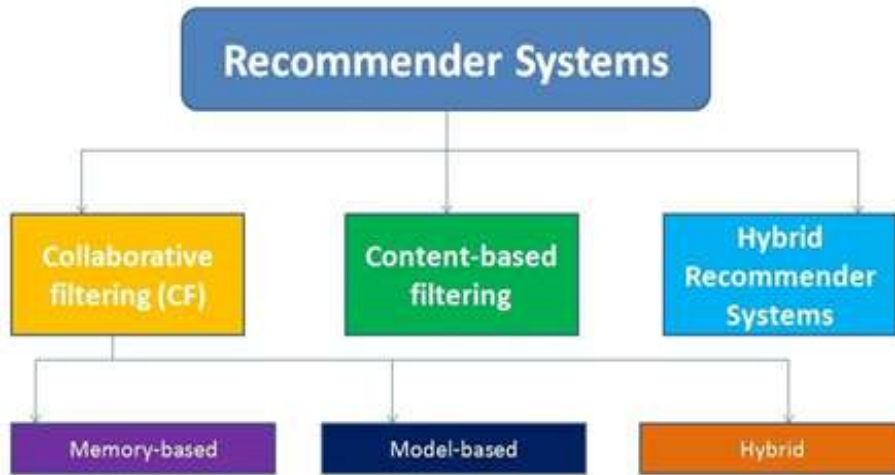 Recommender Systems
Collaborative
filtering (CF)
Content-based
filtering
Hybrid
Recommender
Systems
Memory-based
Model-based
Hybrid